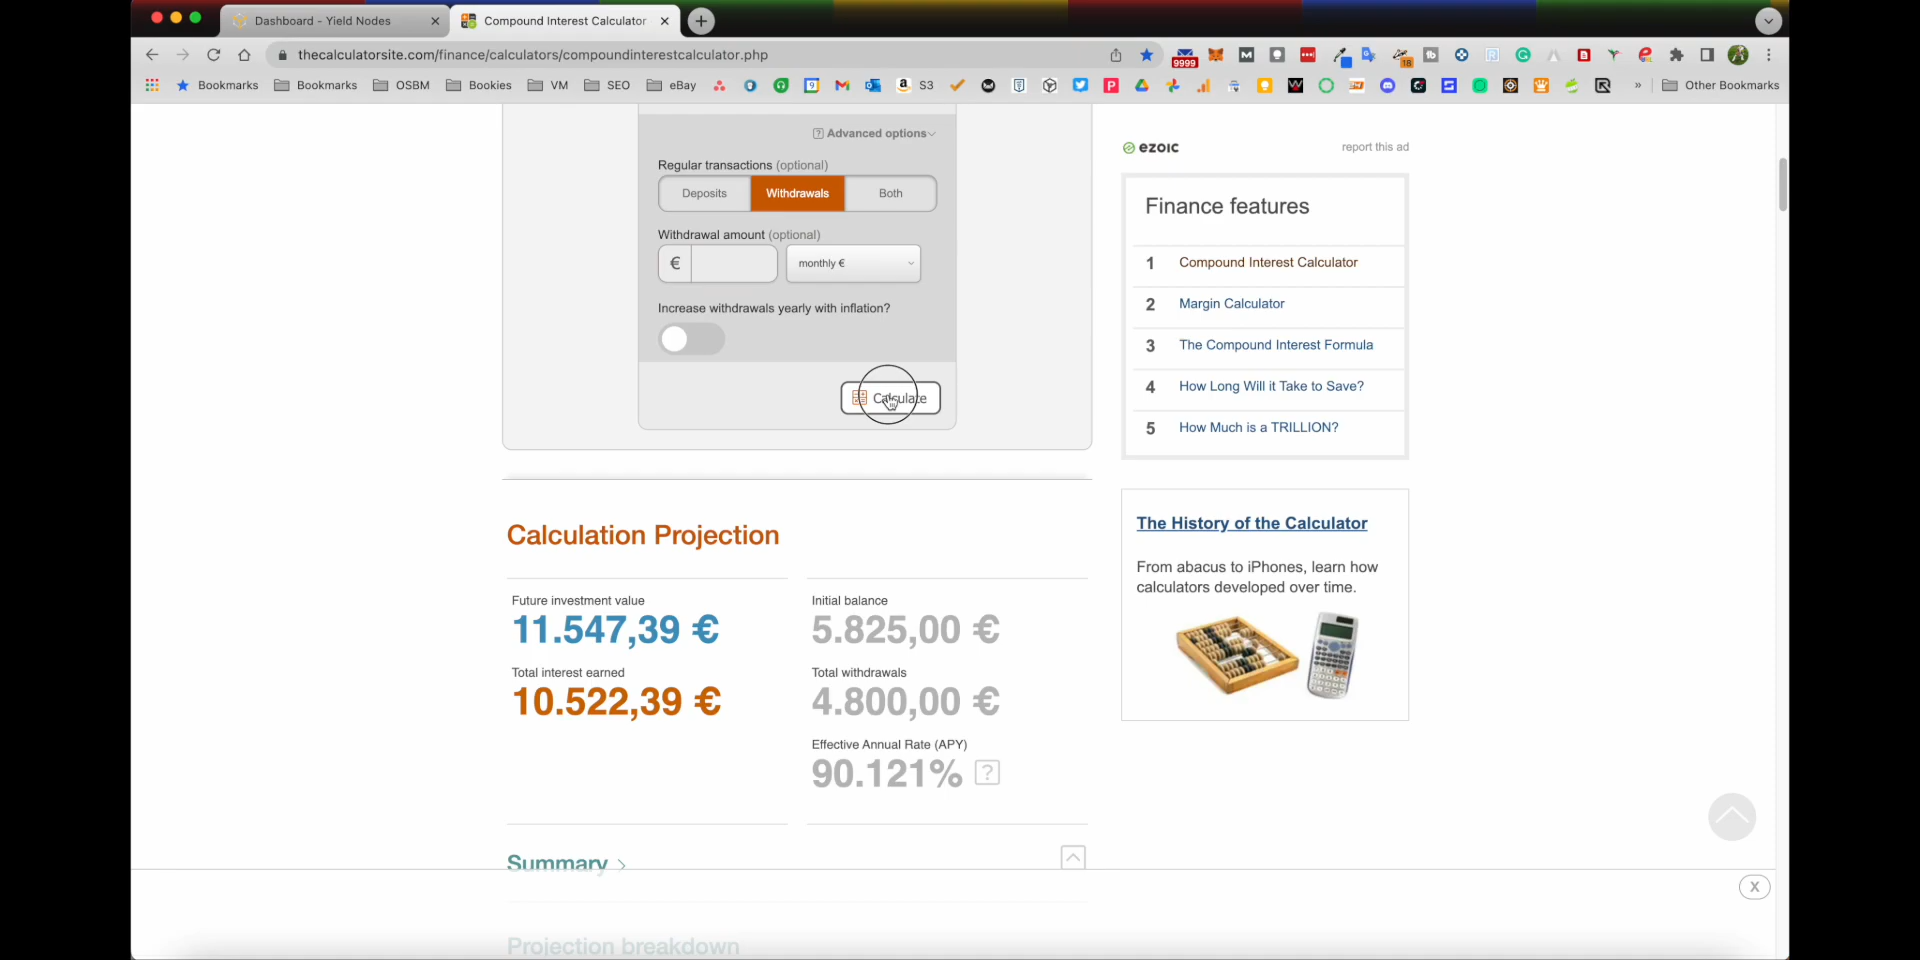 Dashboard - Yield Nodes
Compound Interest Calculator
thecalculatorsite.com/finance/calculators/compoundinterestcalculator.php
9999
18
Bookmarks
Bookmarks
OSBM
Bookies
VM
SEO
eBay
S3
»
Other Bookmarks
Advanced options
Regular transactions (optional)
Deposits
Withdrawals
Both
Withdrawal amount (optional)
€
monthly €
Increase withdrawals yearly with inflation?
Calculate
Calculation Projection
Future investment value
11.547,39 €
Total interest earned
10.522,39 €
Initial balance
5.825,00 €
Total withdrawals
4.800,00 €
Effective Annual Rate (APY)
90.121% ?
Summary >
Projection breakdown
ezoic
report this ad
Finance features
1 Compound Interest Calculator
2 Margin Calculator
3 The Compound Interest Formula
4 How Long Will it Take to Save?
5 How Much is a TRILLION?
The History of the Calculator
From abacus to iPhones, learn how
calculators developed over time.
X